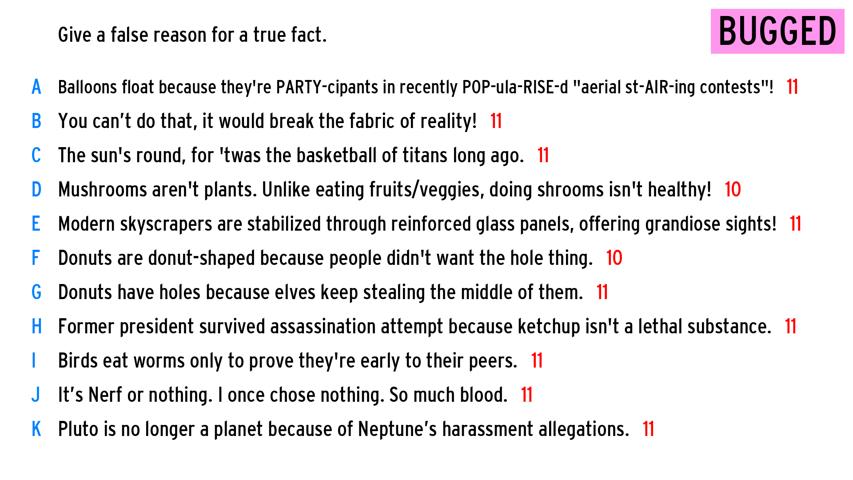 Give a false reason for a true fact.
BUGGED
A Balloons float because they're PARTY-cipants in recently POP-ula-RISE-d "aerial st-AIR-ing contests"! 11
B You can’t do that, it would break the fabric of reality! 11
C The sun's round, for 'twas the basketball of titans long ago. 11
D Mushrooms aren't plants. Unlike eating fruits/veggies, doing shrooms isn't healthy! 10
E Modern skyscrapers are stabilized through reinforced glass panels, offering grandiose sights! 11
F Donuts are donut-shaped because people didn't want the hole thing. 10
G Donuts have holes because elves keep stealing the middle of them. 11
H Former president survived assassination attempt because ketchup isn't a lethal substance. 11
I Birds eat worms only to prove they're early to their peers. 11
J It’s Nerf or nothing. I once chose nothing. So much blood. 11
K Pluto is no longer a planet because of Neptune’s harassment allegations. 11